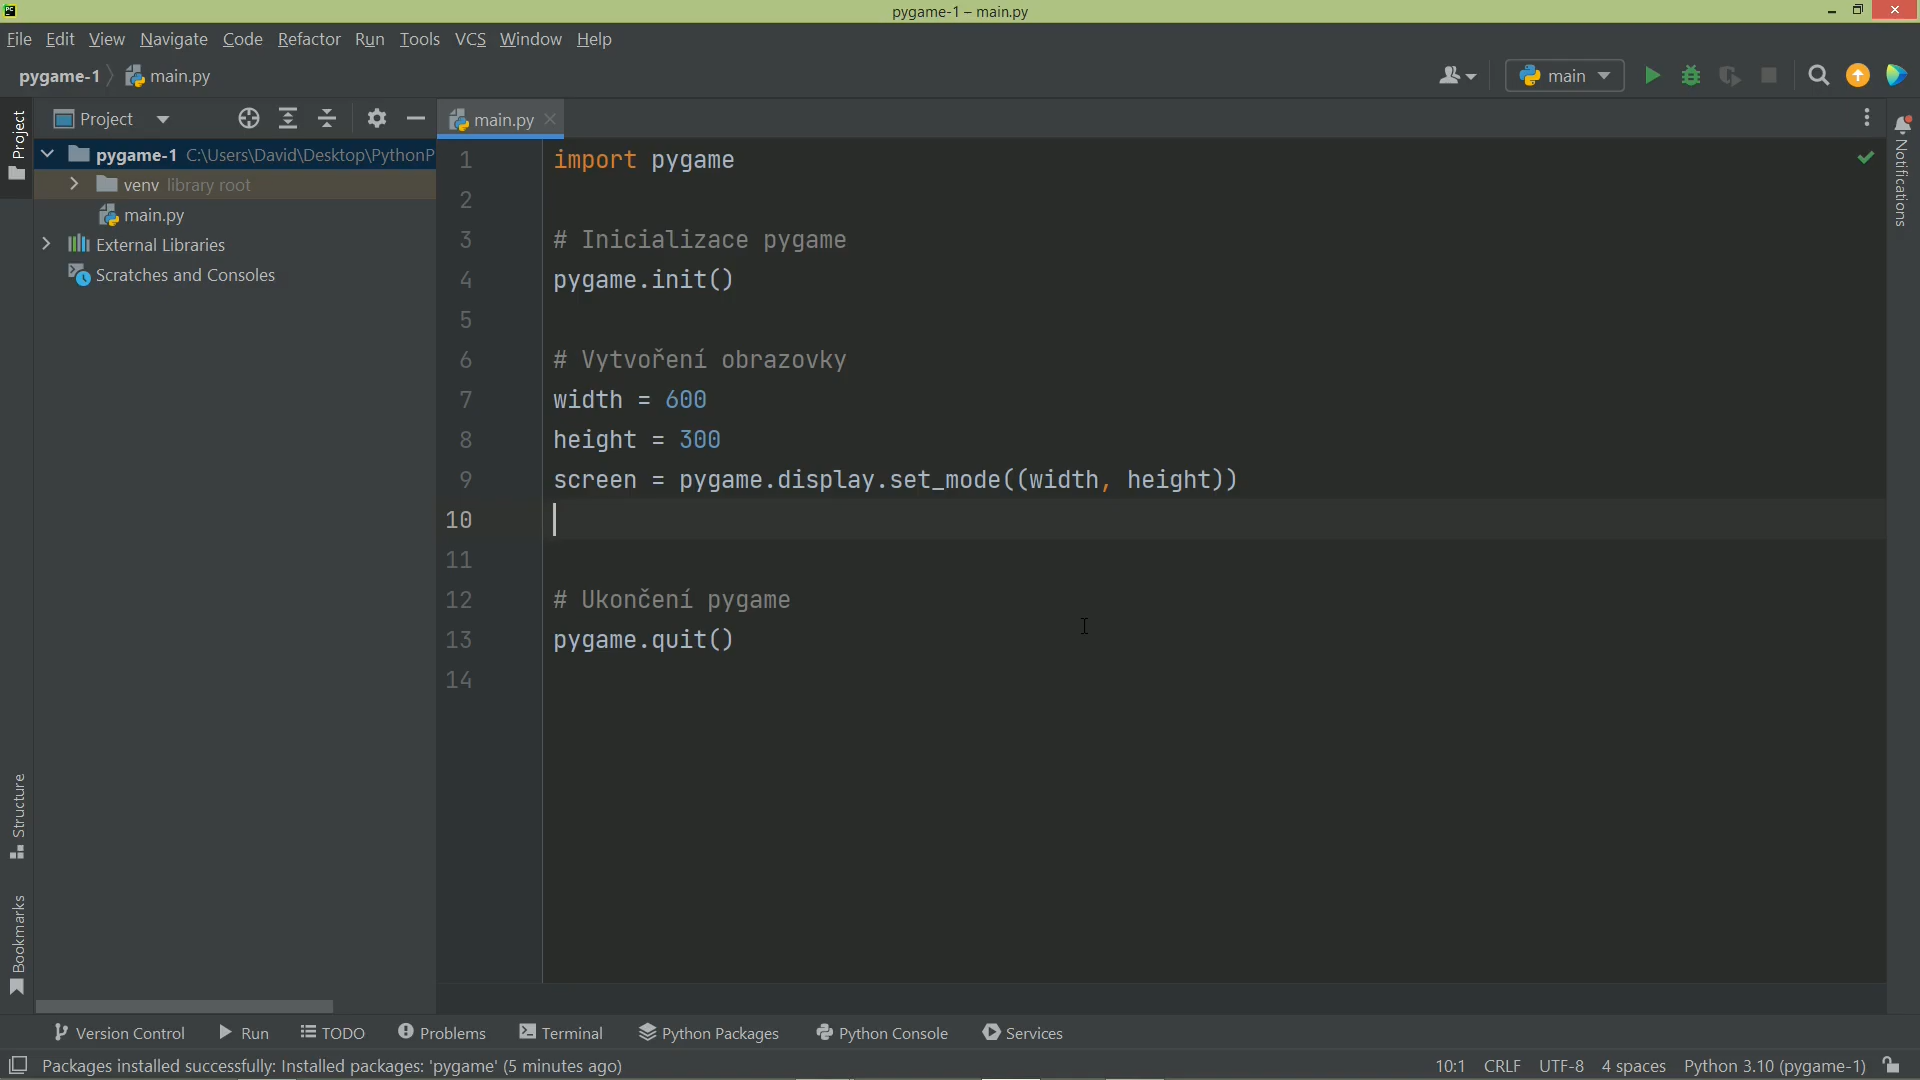 pygame-1 – main.py
File Edit View Navigate Code Refactor Run Tools VCS Window Help
pygame-1 main.py
main
Project
main.py
Project
pygame-1 C:\Users\David\Desktop\PythonP
venv library root
main.py
External Libraries
Scratches and Consoles
1 import pygame
2
3 # Inicializace pygame
4 pygame.init()
5
6 # Vytvoření obrazovky
7 width = 600
8 height = 300
9 screen = pygame.display.set_mode((width, height))
10
11
12 # Ukončení pygame
13 pygame.quit()
14
Notifications
Structure
Bookmarks
Version Control Run TODO Problems Terminal Python Packages Python Console Services
Packages installed successfully: Installed packages: 'pygame' (5 minutes ago)
10:1 CRLF UTF-8 4 spaces Python 3.10 (pygame-1)